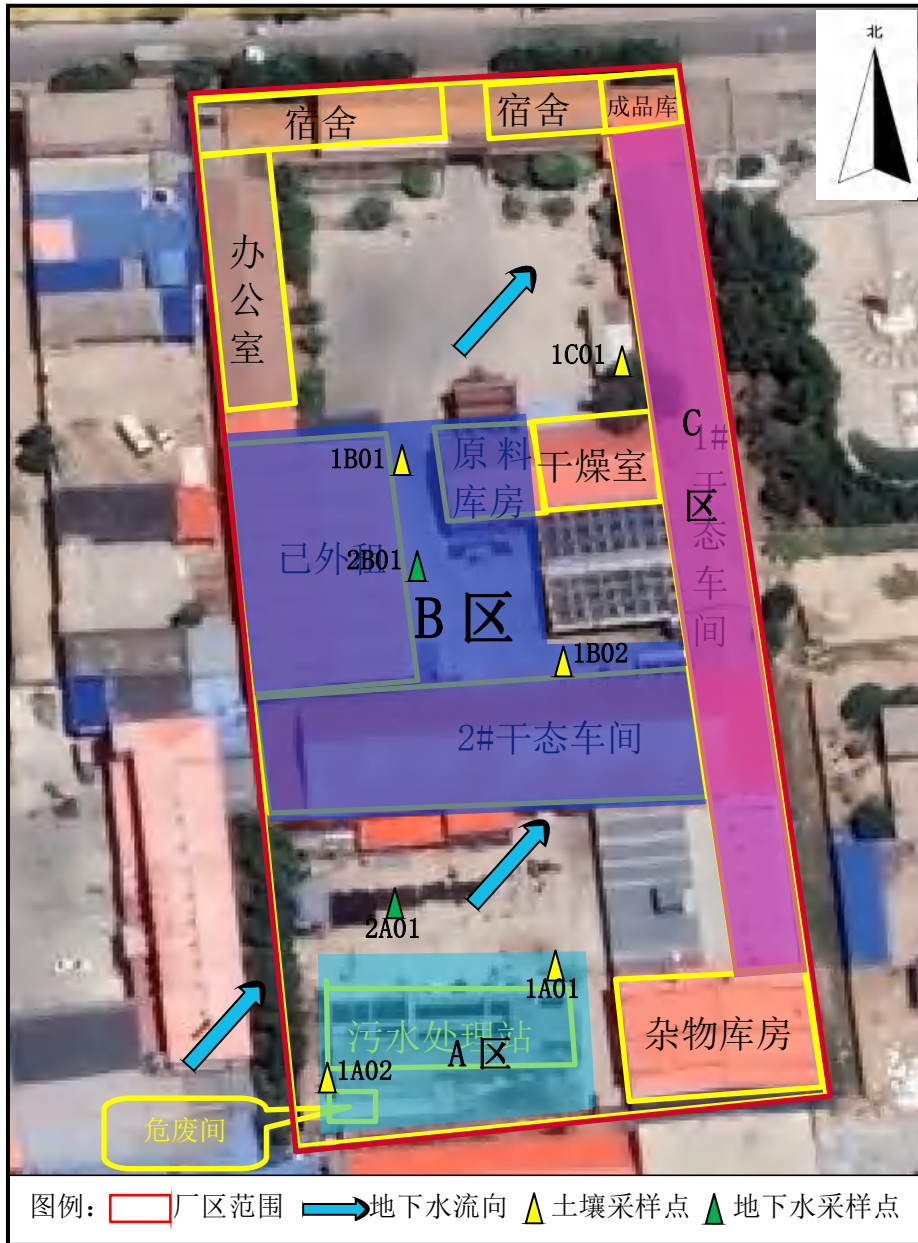 北
宿舍
宿舍
成品库
办公室
1C01
C区
1#干态车间
1B01
原料库房
干燥室
已外租
2B01
B区
1B02
2#干态车间
2A01
1A01
污水处理站
A区
杂物库房
1A02
危废间
图例： 厂区范围 地下水流向 土壤采样点 地下水采样点